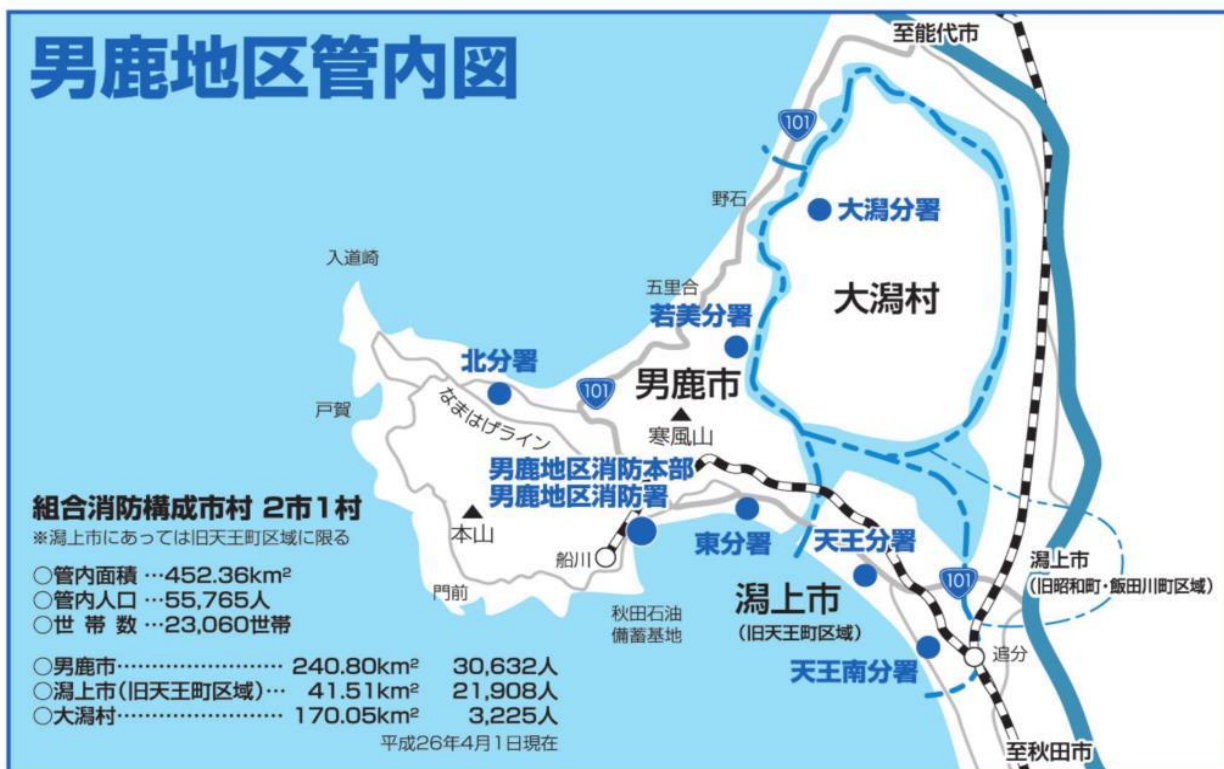 男鹿地区管内図
至能代市
101
野石
大潟分署
入道崎
五里合
大潟村
若美分署
北分署
101
男鹿市
戸賀
なまはげライン
寒風山
男鹿地区消防本部
男鹿地区消防署
組合消防構成市村 2市1村
※潟上市にあっては旧天王町区域に限る
本山
東分署
天王分署
船川
潟上市
(旧昭和町・飯田川町区域)
101
門前
秋田石油
備蓄基地
潟上市
(旧天王町区域)
追分
天王南分署
○管内面積…452.36km²
○管内人口…55,765人
○世帯数…23,060世帯
○男鹿市…………………… 240.80km² 30,632人
○潟上市(旧天王町区域)… 41.51km² 21,908人
○大潟村…………………… 170.05km² 3,225人
平成26年4月1日現在
至秋田市